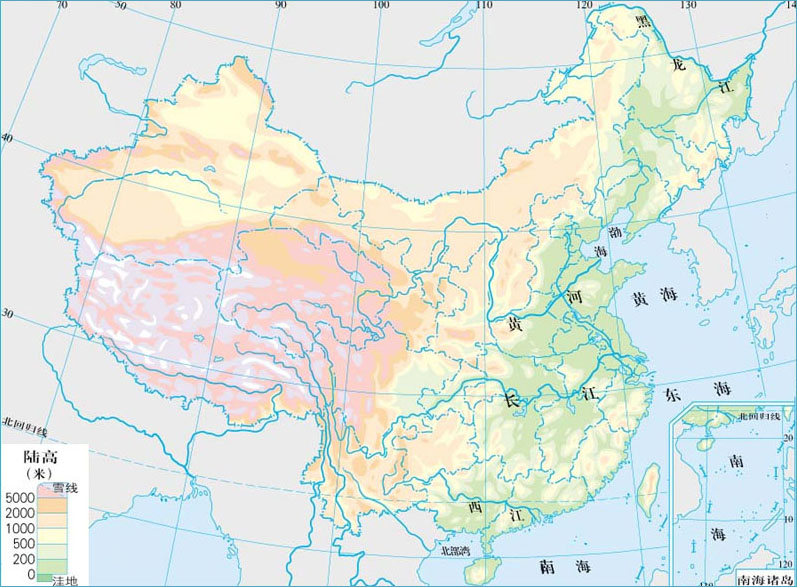 70
80
90
100
110
120
130
40
30
黑
龙
江
渤
海
黄海
黄
河
长
江
东海
北回归线
西
江
北部湾
南海
陆高
(米)
雪线
5000
2000
1000
500
200
0
洼地
北回归线
20
南
10
海
120
南海诸岛